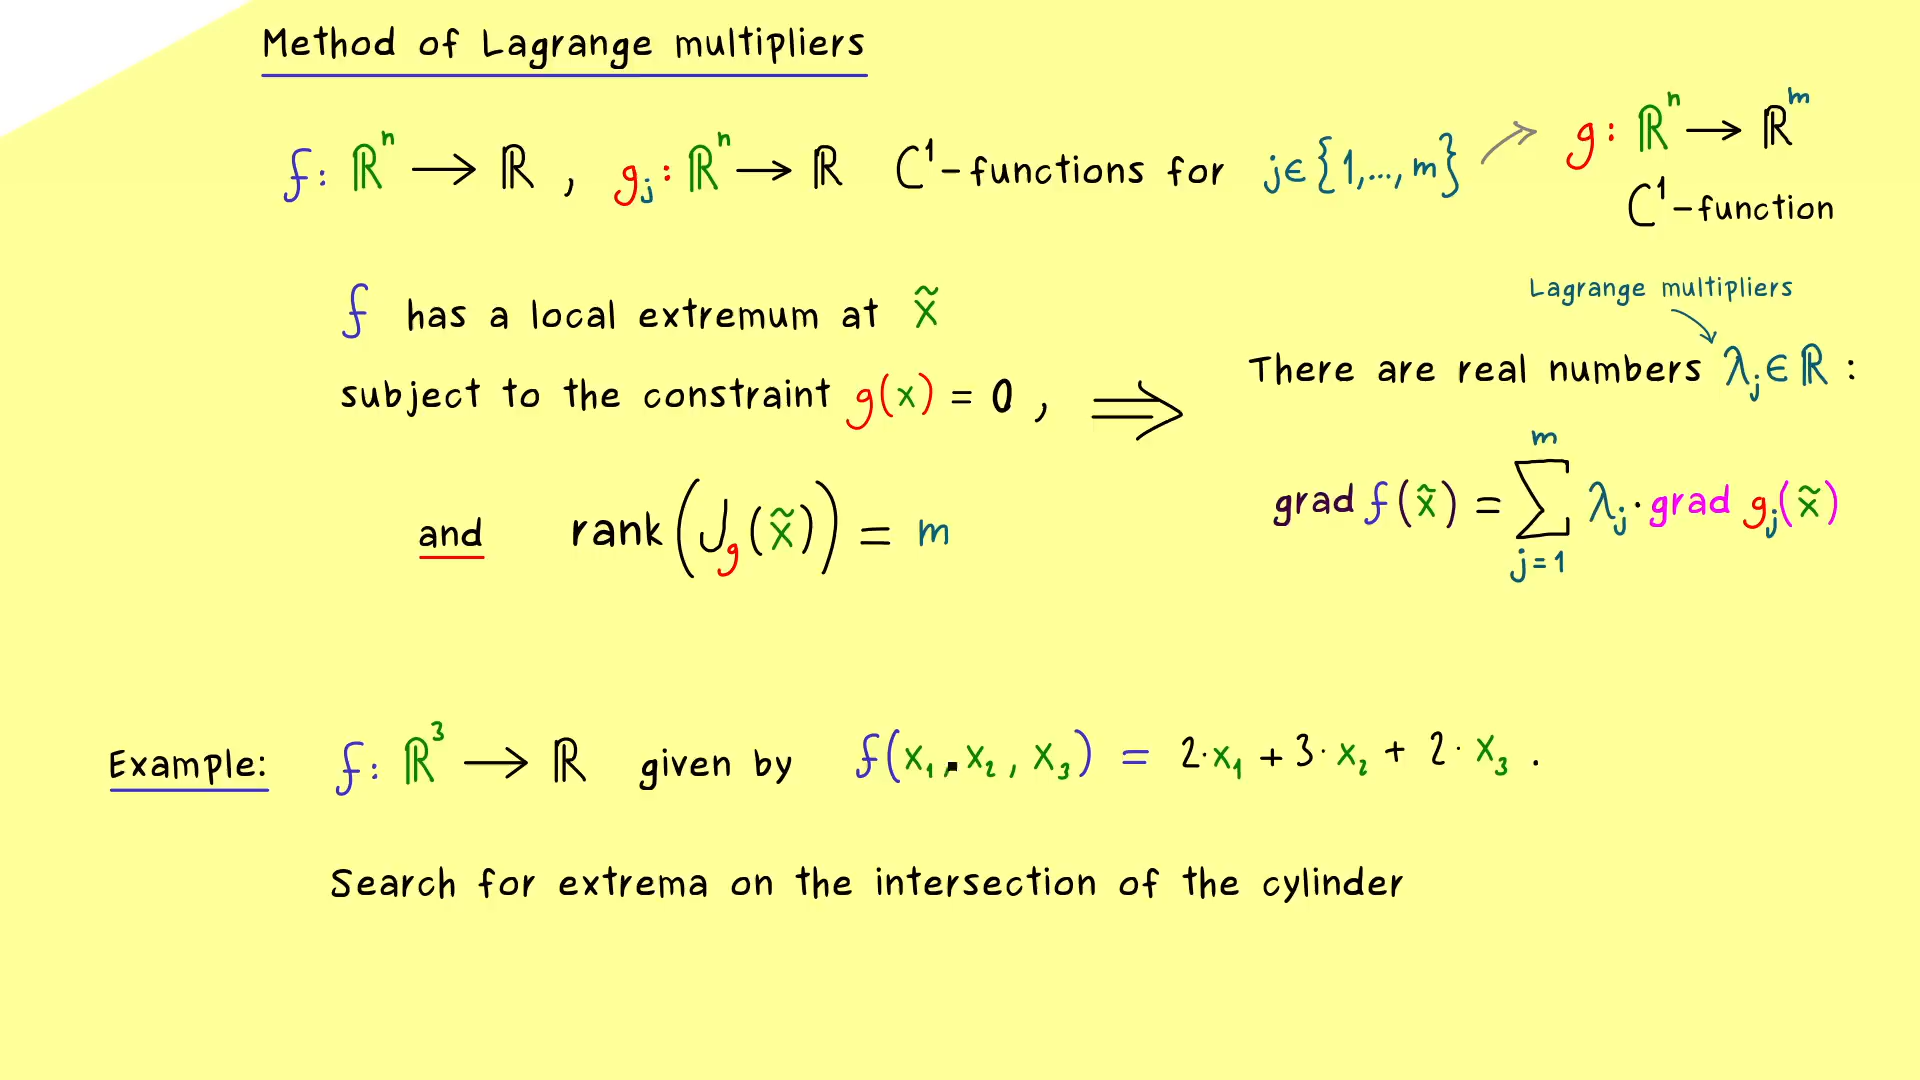 Method of Lagrange multipliers
f: ℝⁿ ⟶ ℝ , gⱼ: ℝⁿ ⟶ ℝ C¹-functions for j∈{1,...,m} ↗ g: ℝⁿ ⟶ ℝᵐ
C¹-function
f has a local extremum at x̃
subject to the constraint g(x) = 0 ,
and rank(J_g(x̃)) = m
⟹
Lagrange multipliers
There are real numbers λⱼ∈ℝ :
grad f(x̃) = ∑_{j=1}^{m} λⱼ · grad gⱼ(x̃)
Example: f: ℝ³ ⟶ ℝ given by f(x₁, x₂, x₃) = 2·x₁ + 3·x₂ + 2·x₃ .
Search for extrema on the intersection of the cylinder